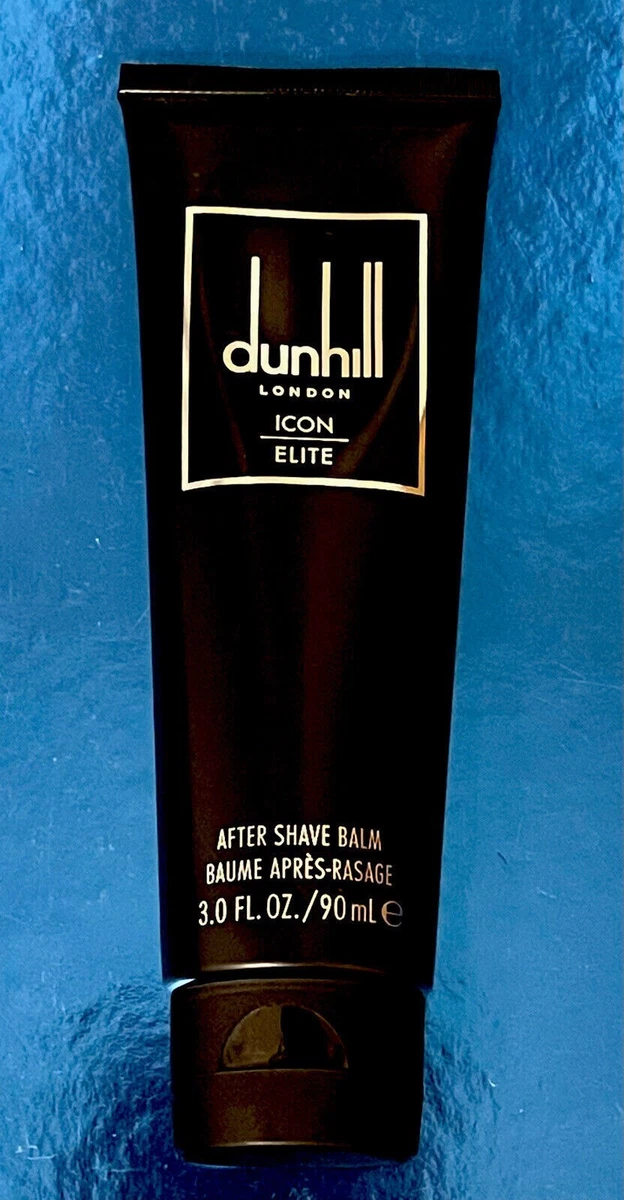 dunhill
LONDON
ICON
ELITE
AFTER SHAVE BALM
BAUME APRÈS-RASAGE
3.0 FL. OZ./90 mL ℮